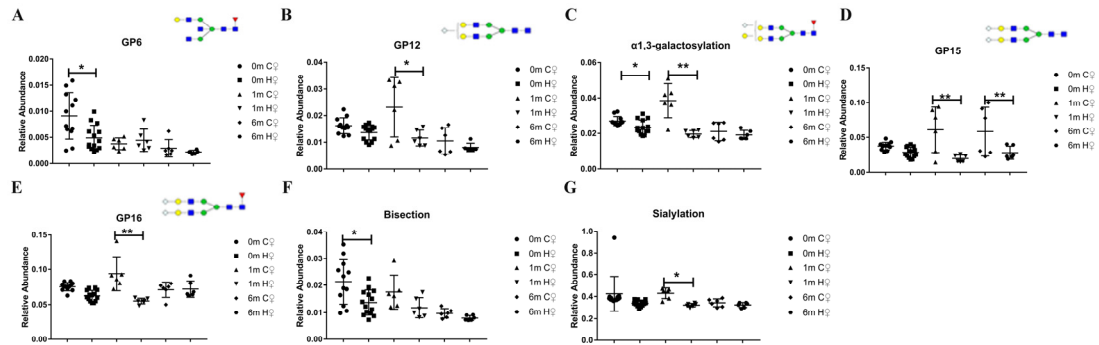 A
GP6
Relative Abundance
0.020
0.015
0.010
0.005
0.000
*
0m C♀
0m H♀
1m C♀
1m H♀
6m C♀
6m H♀
B
GP12
Relative Abundance
0.04
0.03
0.02
0.01
0.00
*
0m C♀
0m H♀
1m C♀
1m H♀
6m C♀
6m H♀
C
α1,3-galactosylation
Relative Abundance
0.06
0.04
0.02
0.00
*
**
0m C♀
0m H♀
1m C♀
1m H♀
6m C♀
6m H♀
D
GP15
Relative Abundance
0.15
0.10
0.05
0.00
**
**
0m C♀
0m H♀
1m C♀
1m H♀
6m C♀
6m H♀
E
GP16
Relative Abundance
0.15
0.10
0.05
0.00
**
0m C♀
0m H♀
1m C♀
1m H♀
6m C♀
6m H♀
F
Bisection
Relative Abundance
0.04
0.03
0.02
0.01
0.00
*
0m C♀
0m H♀
1m C♀
1m H♀
6m C♀
6m H♀
G
Sialylation
Relative Abundance
1.0
0.8
0.6
0.4
0.2
0.0
*
0m C♀
0m H♀
1m C♀
1m H♀
6m C♀
6m H♀